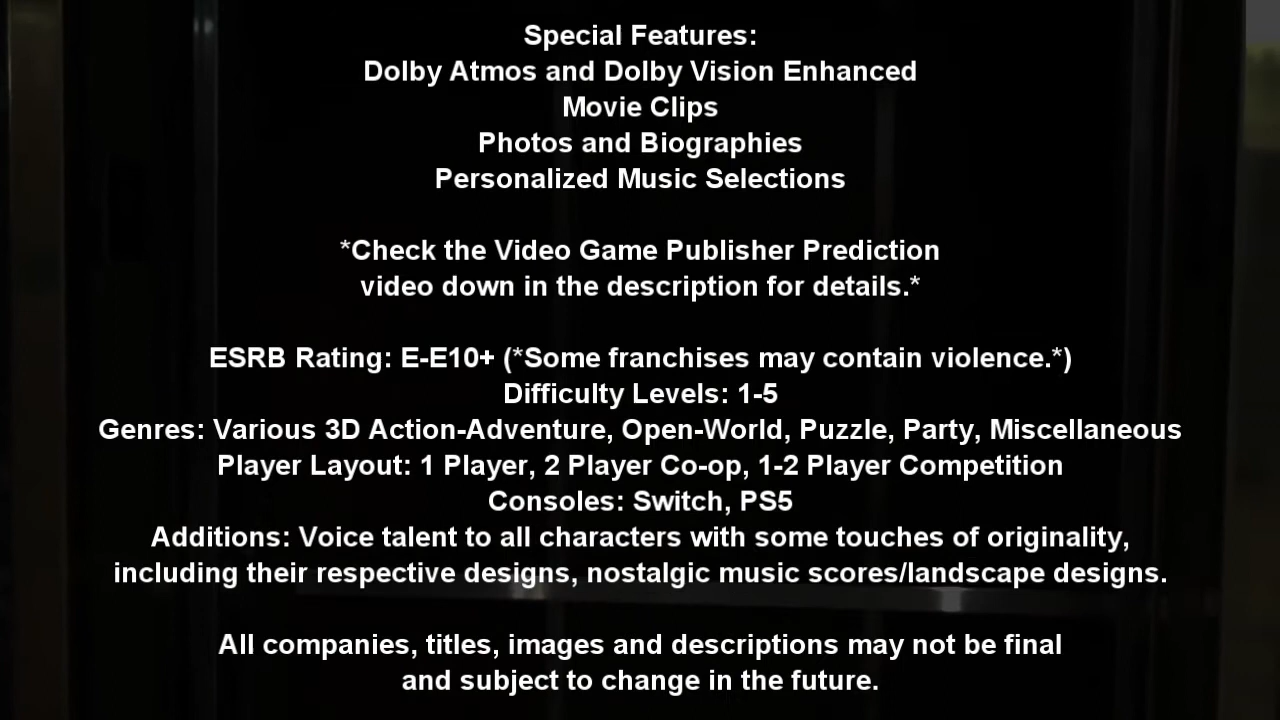 Special Features:
Dolby Atmos and Dolby Vision Enhanced
Movie Clips
Photos and Biographies
Personalized Music Selections
*Check the Video Game Publisher Prediction
video down in the description for details.*
ESRB Rating: E-E10+ (*Some franchises may contain violence.*)
Difficulty Levels: 1-5
Genres: Various 3D Action-Adventure, Open-World, Puzzle, Party, Miscellaneous
Player Layout: 1 Player, 2 Player Co-op, 1-2 Player Competition
Consoles: Switch, PS5
Additions: Voice talent to all characters with some touches of originality,
including their respective designs, nostalgic music scores/landscape designs.
All companies, titles, images and descriptions may not be final
and subject to change in the future.